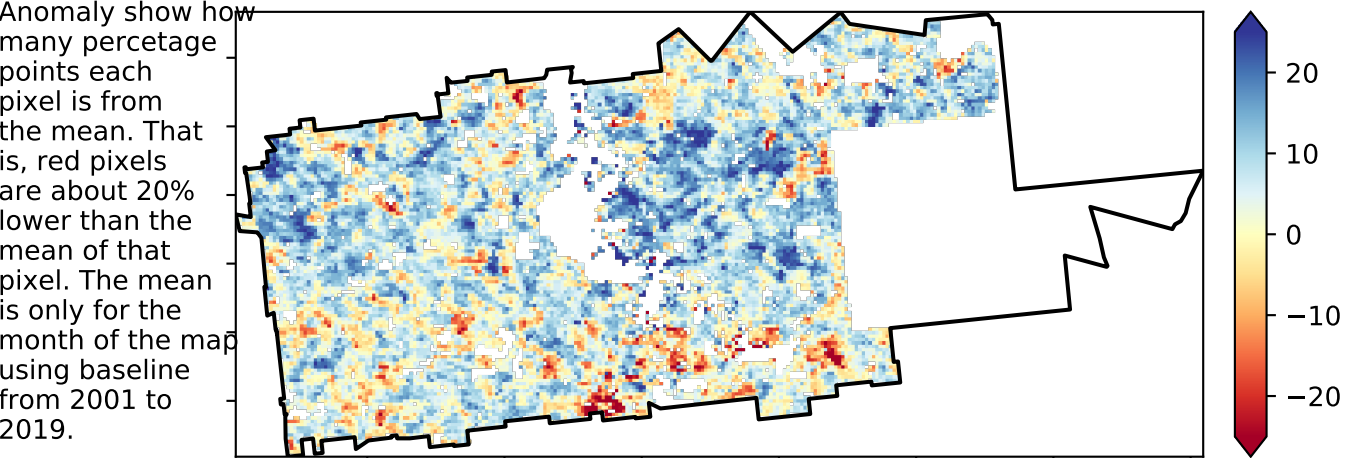 Anomaly show how
many percetage
points each
pixel is from
the mean. That
is, red pixels
are about 20%
lower than the
mean of that
pixel. The mean
is only for the
month of the map
using baseline
from 2001 to
2019.
20
10
0
−10
−20